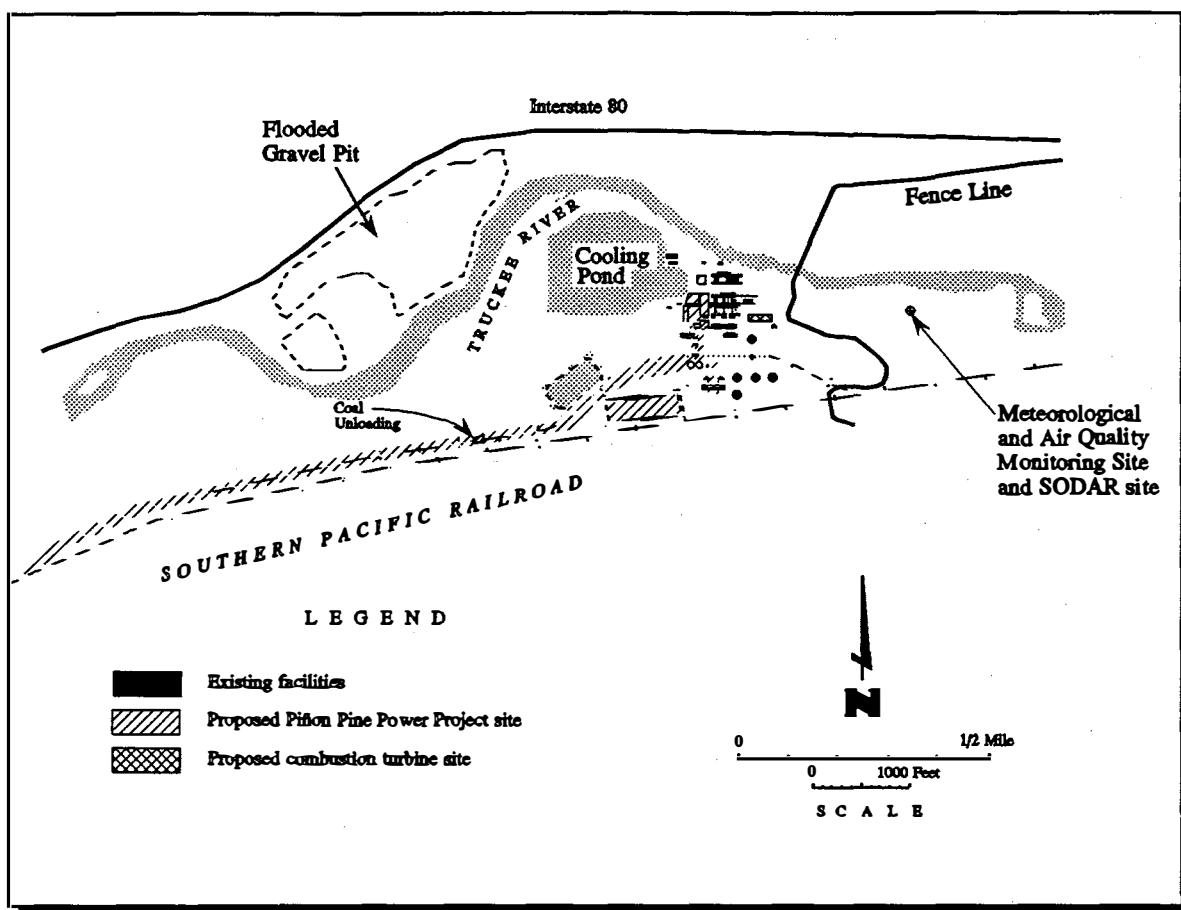 Interstate 80
Flooded
Gravel Pit
Fence Line
TRUCKEE RIVER
Cooling
Pond
Coal
Unloading
Meteorological
and Air Quality
Monitoring Site
and SODAR site
SOUTHERN PACIFIC RAILROAD
LEGEND
Existing facilities
Proposed Piñon Pine Power Project site
Proposed combustion turbine site
N
0 1/2 Mile
0 1000 Feet
SCALE